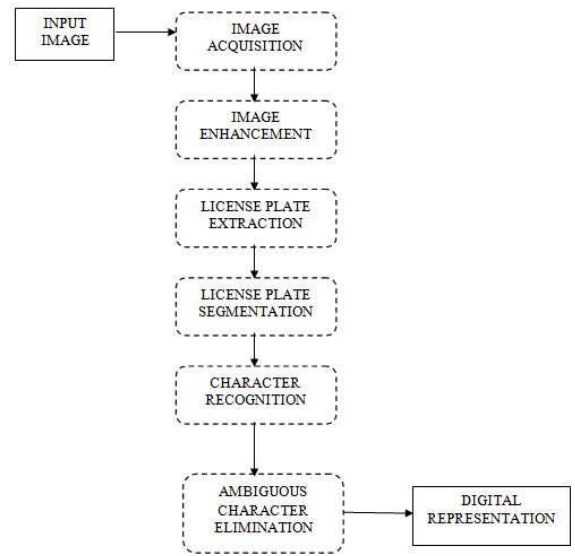 INPUT
IMAGE
IMAGE
ACQUISITION
IMAGE
ENHANCEMENT
LICENSE PLATE
EXTRACTION
LICENSE PLATE
SEGMENTATION
CHARACTER
RECOGNITION
AMBIGUOUS
CHARACTER
ELIMINATION
DIGITAL
REPRESENTATION